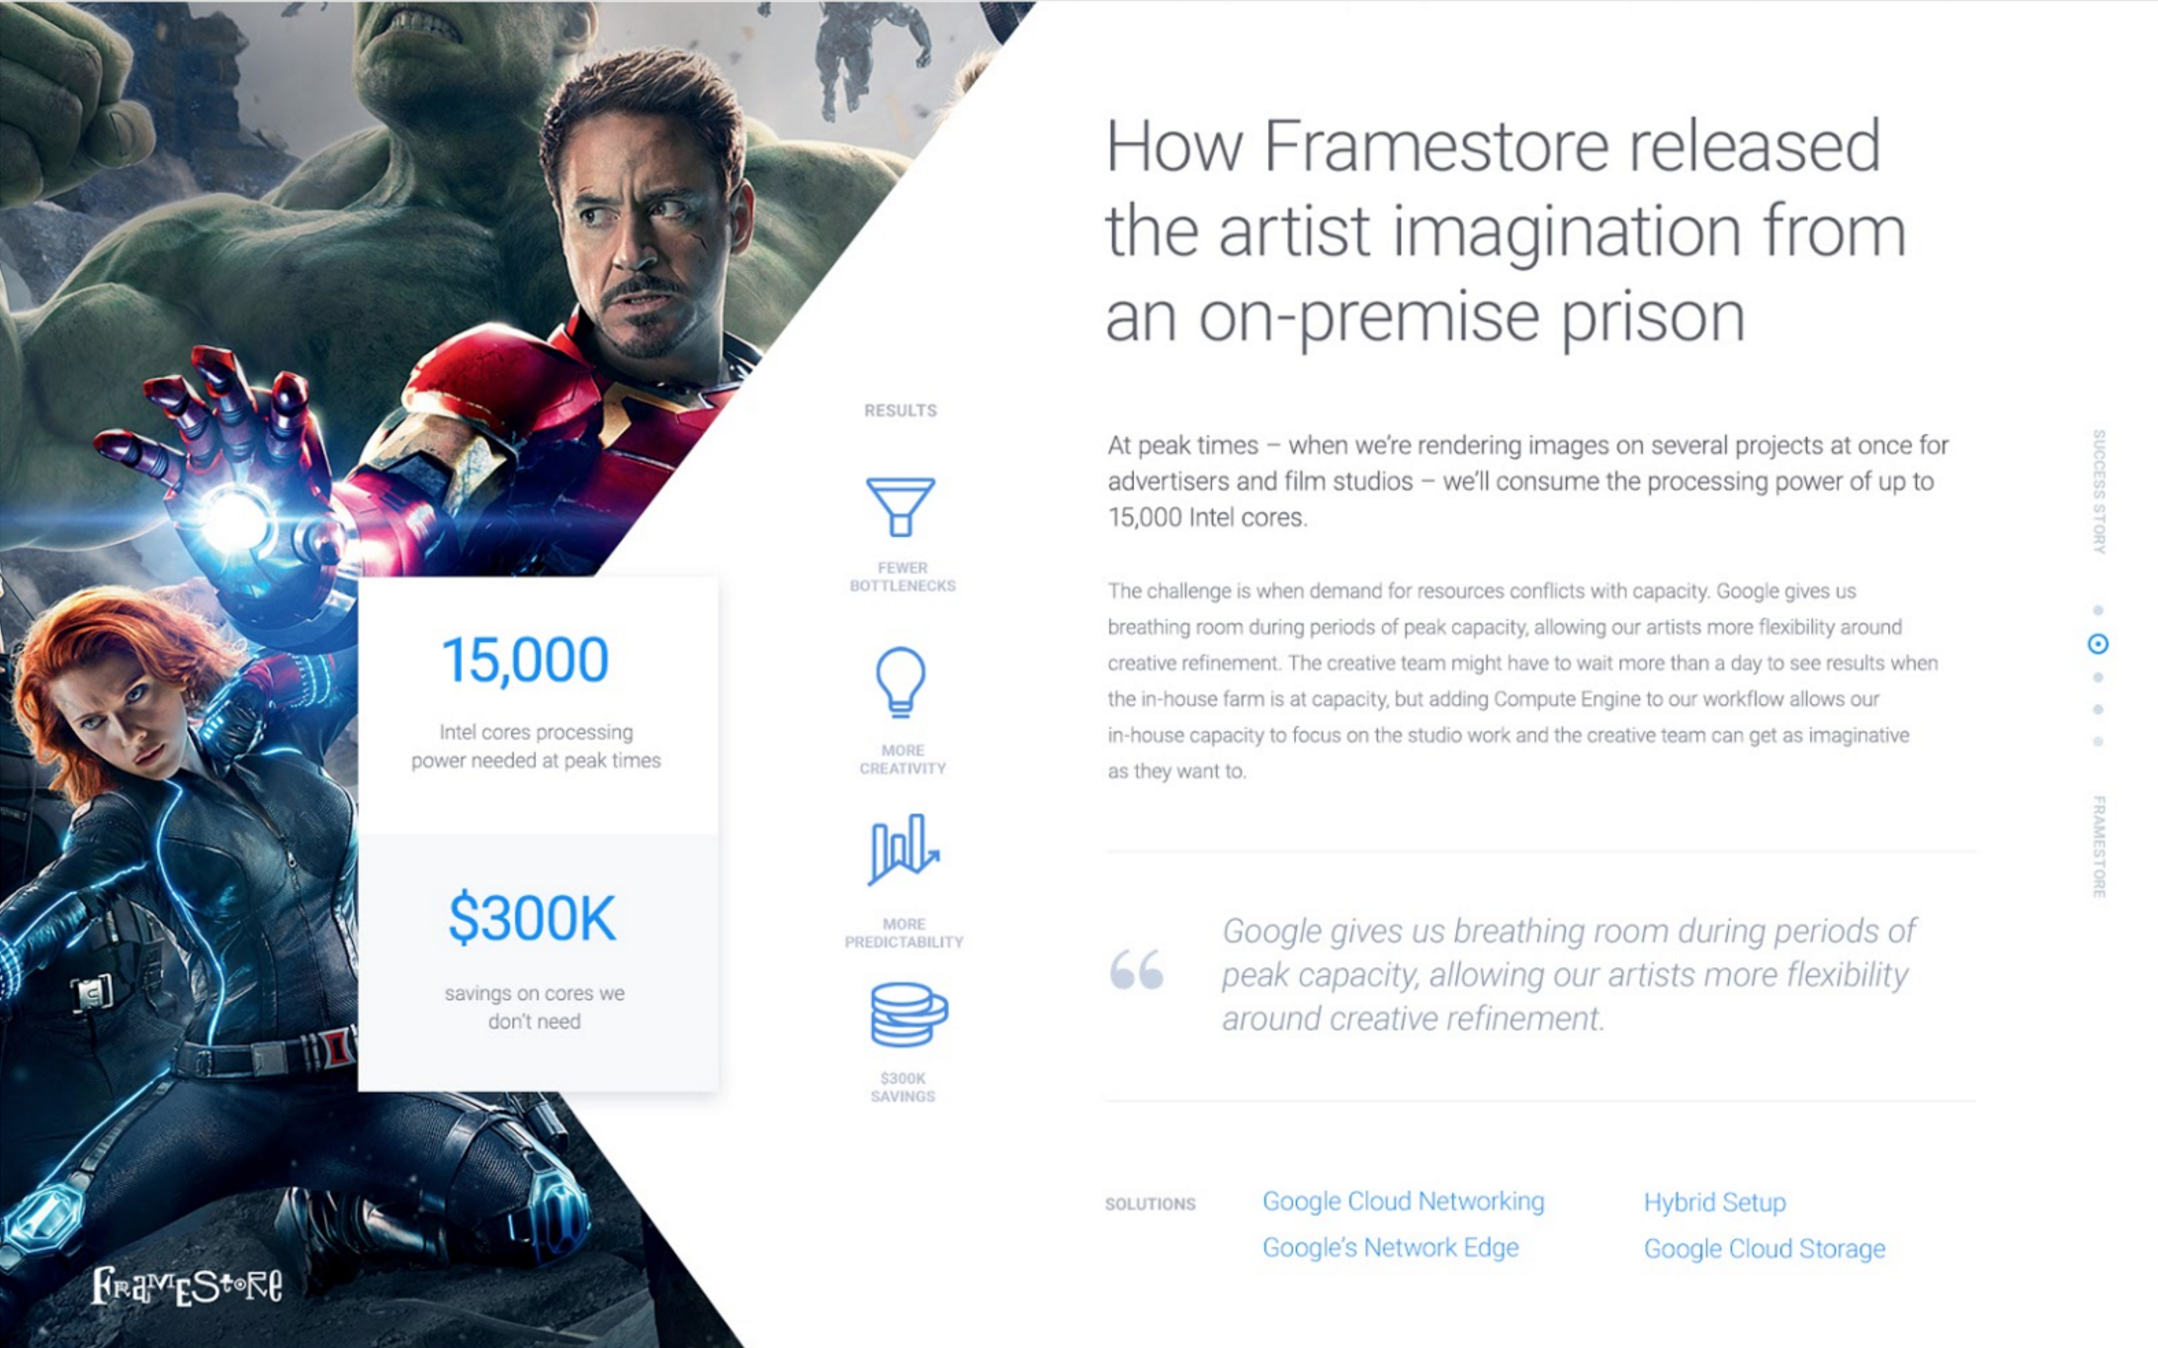 How Framestore released
the artist imagination from
an on-premise prison
RESULTS
FEWER
BOTTLENECKS
MORE
CREATIVITY
MORE
PREDICTABILITY
$300K
SAVINGS
At peak times – when we’re rendering images on several projects at once for
advertisers and film studios – we’ll consume the processing power of up to
15,000 Intel cores.
The challenge is when demand for resources conflicts with capacity. Google gives us
breathing room during periods of peak capacity, allowing our artists more flexibility around
creative refinement. The creative team might have to wait more than a day to see results when
the in-house farm is at capacity, but adding Compute Engine to our workflow allows our
in-house capacity to focus on the studio work and the creative team can get as imaginative
as they want to.
15,000
Intel cores processing
power needed at peak times
$300K
savings on cores we
don’t need
“
Google gives us breathing room during periods of
peak capacity, allowing our artists more flexibility
around creative refinement.
SOLUTIONS
Google Cloud Networking
Google’s Network Edge
Hybrid Setup
Google Cloud Storage
SUCCESS STORY
FRAMESTORE
FRaMESToRe